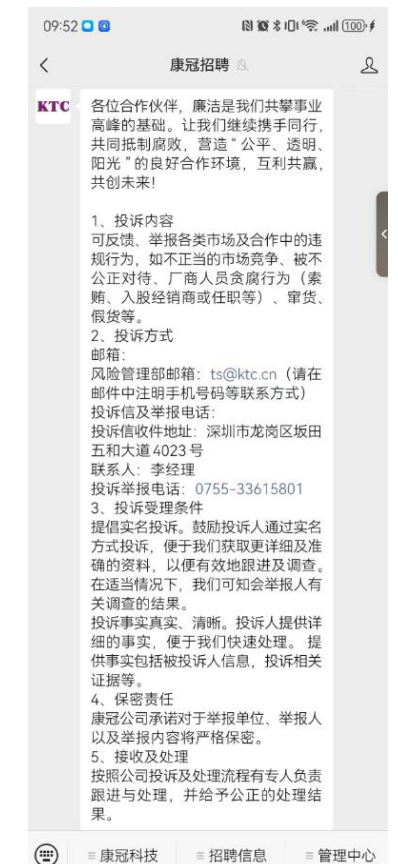 09:52
100
康冠招聘
KTC
各位合作伙伴，廉洁是我们共攀事业
高峰的基础。让我们继续携手同行，
共同抵制腐败，营造“公平、透明、
阳光”的良好合作环境，互利共赢，
共创未来!
1、投诉内容
可反馈、举报各类市场及合作中的违
规行为，如不正当的市场竞争、被不
公正对待、厂商人员贪腐行为（索
贿、入股经销商或任职等）、窜货、
假货等。
2、投诉方式
邮箱：
风险管理部邮箱：ts@ktc.cn（请在
邮件中注明手机号码等联系方式）
投诉信及举报电话：
投诉信收件地址：深圳市龙岗区坂田
五和大道4023号
联系人：李经理
投诉举报电话：0755-33615801
3、投诉受理条件
提倡实名投诉。鼓励投诉人通过实名
方式投诉，便于我们获取更详细及准
确的资料，以便有效地跟进及调查。
在适当情况下，我们可知会举报人有
关调查的结果。
投诉事实真实、清晰。投诉人提供详
细的事实，便于我们快速处理。 提
供事实包括被投诉人信息，投诉相关
证据等。
4、保密责任
康冠公司承诺对于举报单位、举报人
以及举报内容将严格保密。
5、接收及处理
按照公司投诉及处理流程有专人负责
跟进与处理，并给予公正的处理结
果。
康冠科技
招聘信息
管理中心